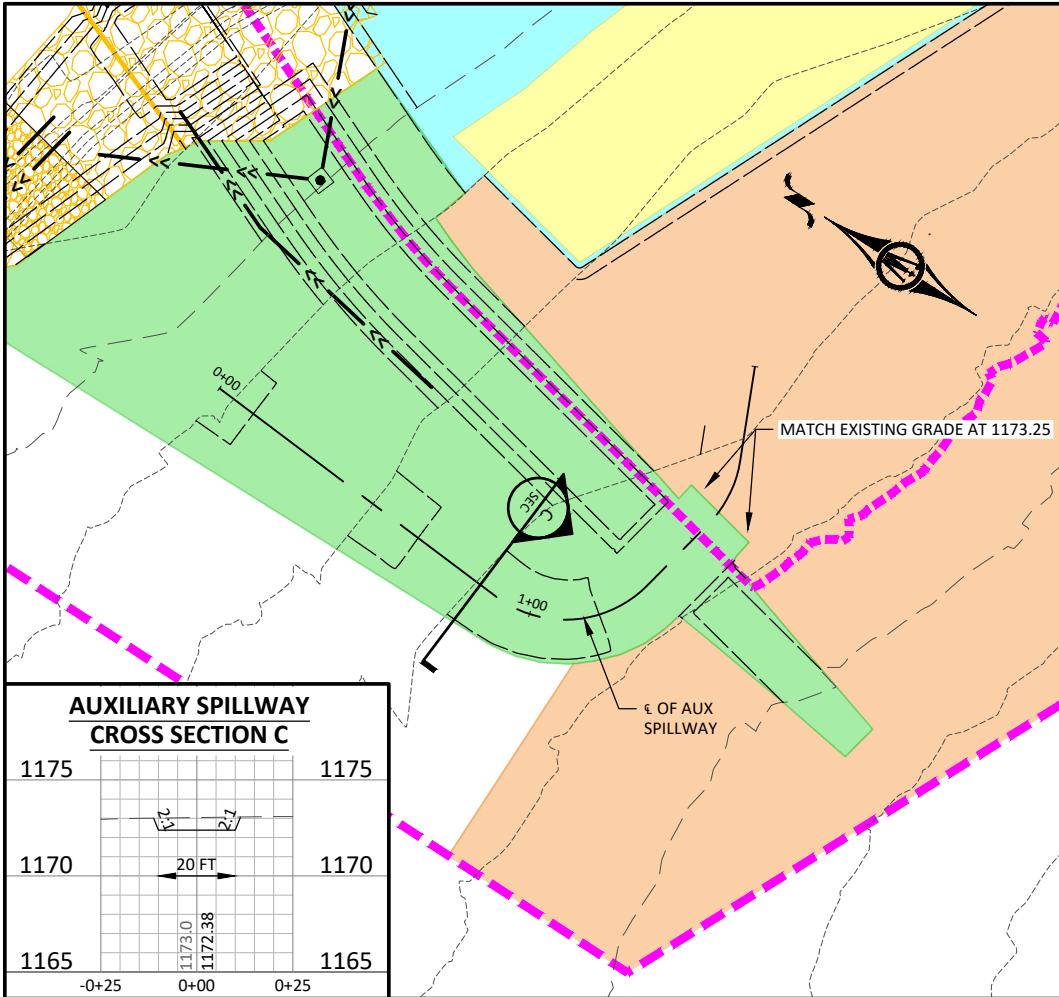 0+00
MATCH EXISTING GRADE AT 1173.25
SEC
C
1+00
℄ OF AUX
SPILLWAY
AUXILIARY SPILLWAY
CROSS SECTION C
1175 1175
2:1 2:1
1170 20 FT 1170
1173.0
1172.38
1165 1165
-0+25 0+00 0+25